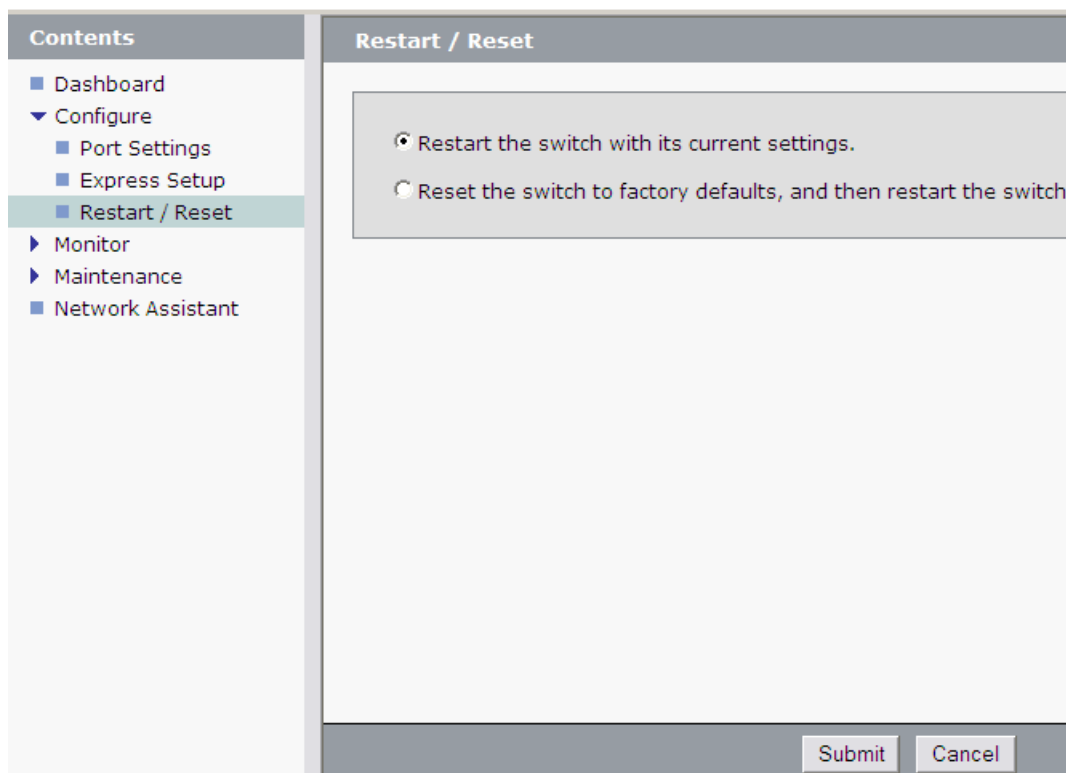 Contents
Dashboard
Configure
Port Settings
Express Setup
Restart / Reset
Monitor
Maintenance
Network Assistant
Restart / Reset
Restart the switch with its current settings.
Reset the switch to factory defaults, and then restart the switch
Submit
Cancel